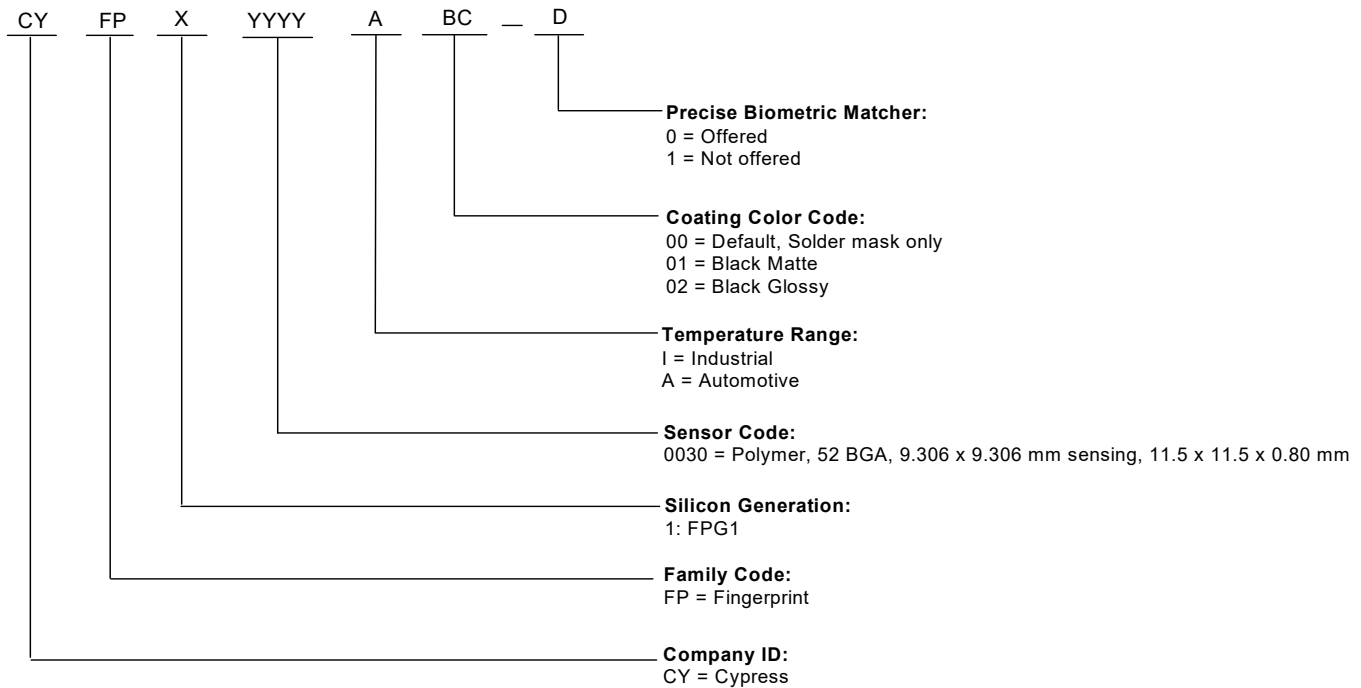 CY FP X YYYY A BC — D
Precise Biometric Matcher:
0 = Offered
1 = Not offered
Coating Color Code:
00 = Default, Solder mask only
01 = Black Matte
02 = Black Glossy
Temperature Range:
I = Industrial
A = Automotive
Sensor Code:
0030 = Polymer, 52 BGA, 9.306 x 9.306 mm sensing, 11.5 x 11.5 x 0.80 mm
Silicon Generation:
1: FPG1
Family Code:
FP = Fingerprint
Company ID:
CY = Cypress